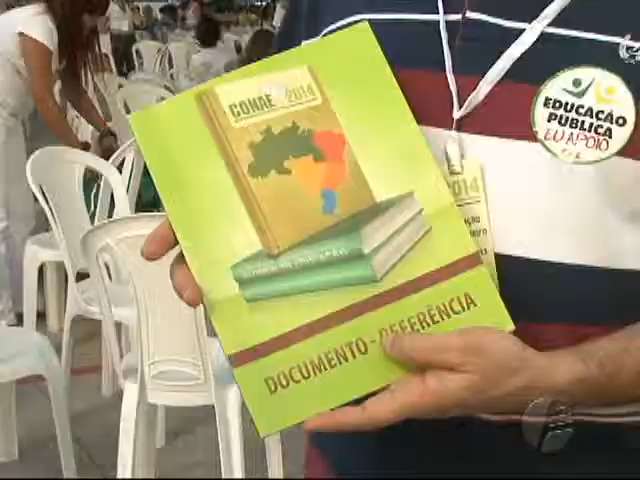 CONAE 2014
DOCUMENTO - REFERÊNCIA
EDUCAÇÃO
PÚBLICA
EU APOIO
2014